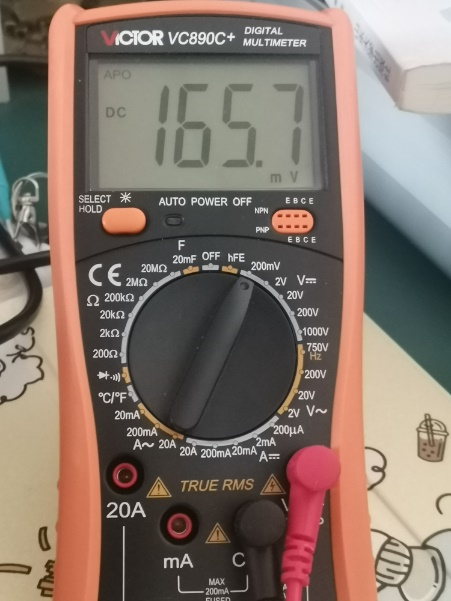 VICTOR VC890C+ DIGITAL MULTIMETER
APO
DC
165.7
mV
SELECT
HOLD
AUTO POWER OFF
E B C E
NPN
PNP
E B C E
F
20mF
OFF
hFE
200mV
2V
V⎓
20V
200V
1000V
750V
Hz
200V
20V
2V
V~
200µA
2mA
A⎓
20mA
200mA
20A
20A
A~
200mA
20mA
°C/°F
200Ω
2kΩ
20kΩ
200kΩ
Ω
2MΩ
20MΩ
CE
TRUE RMS
20A
mA
C
MAX
200mA
FUSED